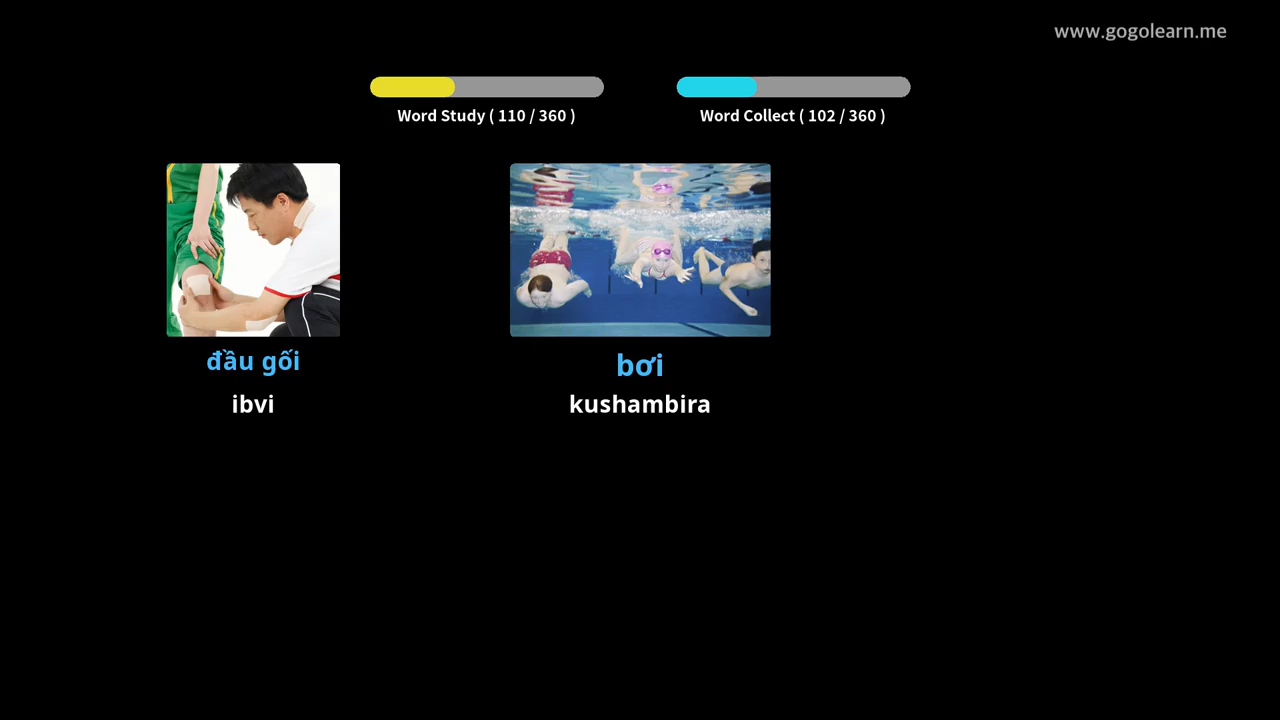 www.gogolearn.me
Word Study ( 110 / 360 )
Word Collect ( 102 / 360 )
đầu gối
ibvi
bơi
kushambira